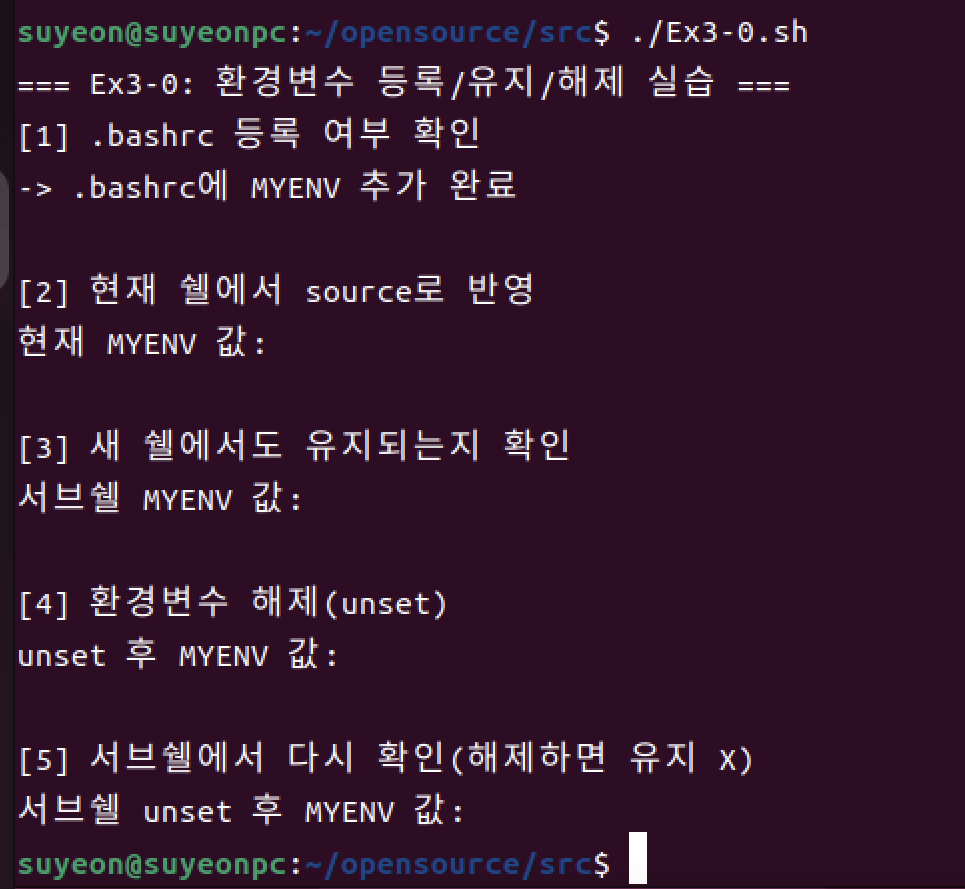 suyeon@suyeonpc:~/opensource/src$ ./Ex3-0.sh
=== Ex3-0: 환경변수 등록/유지/해제 실습 ===
[1] .bashrc 등록 여부 확인
-> .bashrc에 MYENV 추가 완료
[2] 현재 쉘에서 source로 반영
현재 MYENV 값:
[3] 새 쉘에서도 유지되는지 확인
서브쉘 MYENV 값:
[4] 환경변수 해제(unset)
unset 후 MYENV 값:
[5] 서브쉘에서 다시 확인(해제하면 유지 X)
서브쉘 unset 후 MYENV 값:
suyeon@suyeonpc:~/opensource/src$